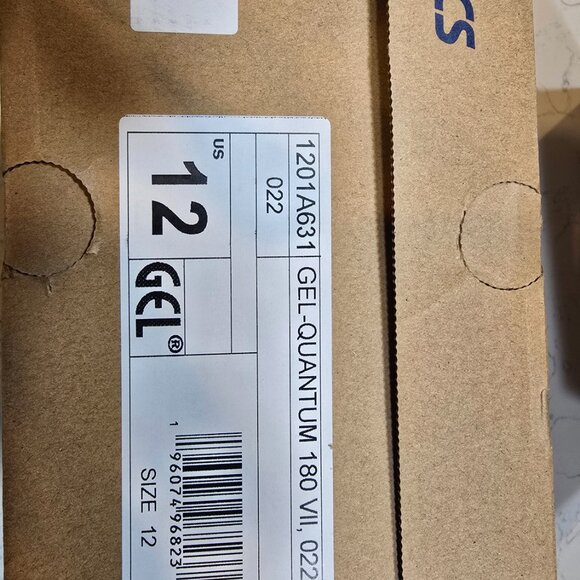 cs
1201A631 GEL-QUANTUM 180 VII, 022
022
US
12
GEL®
1 96074 96823
SIZE 12